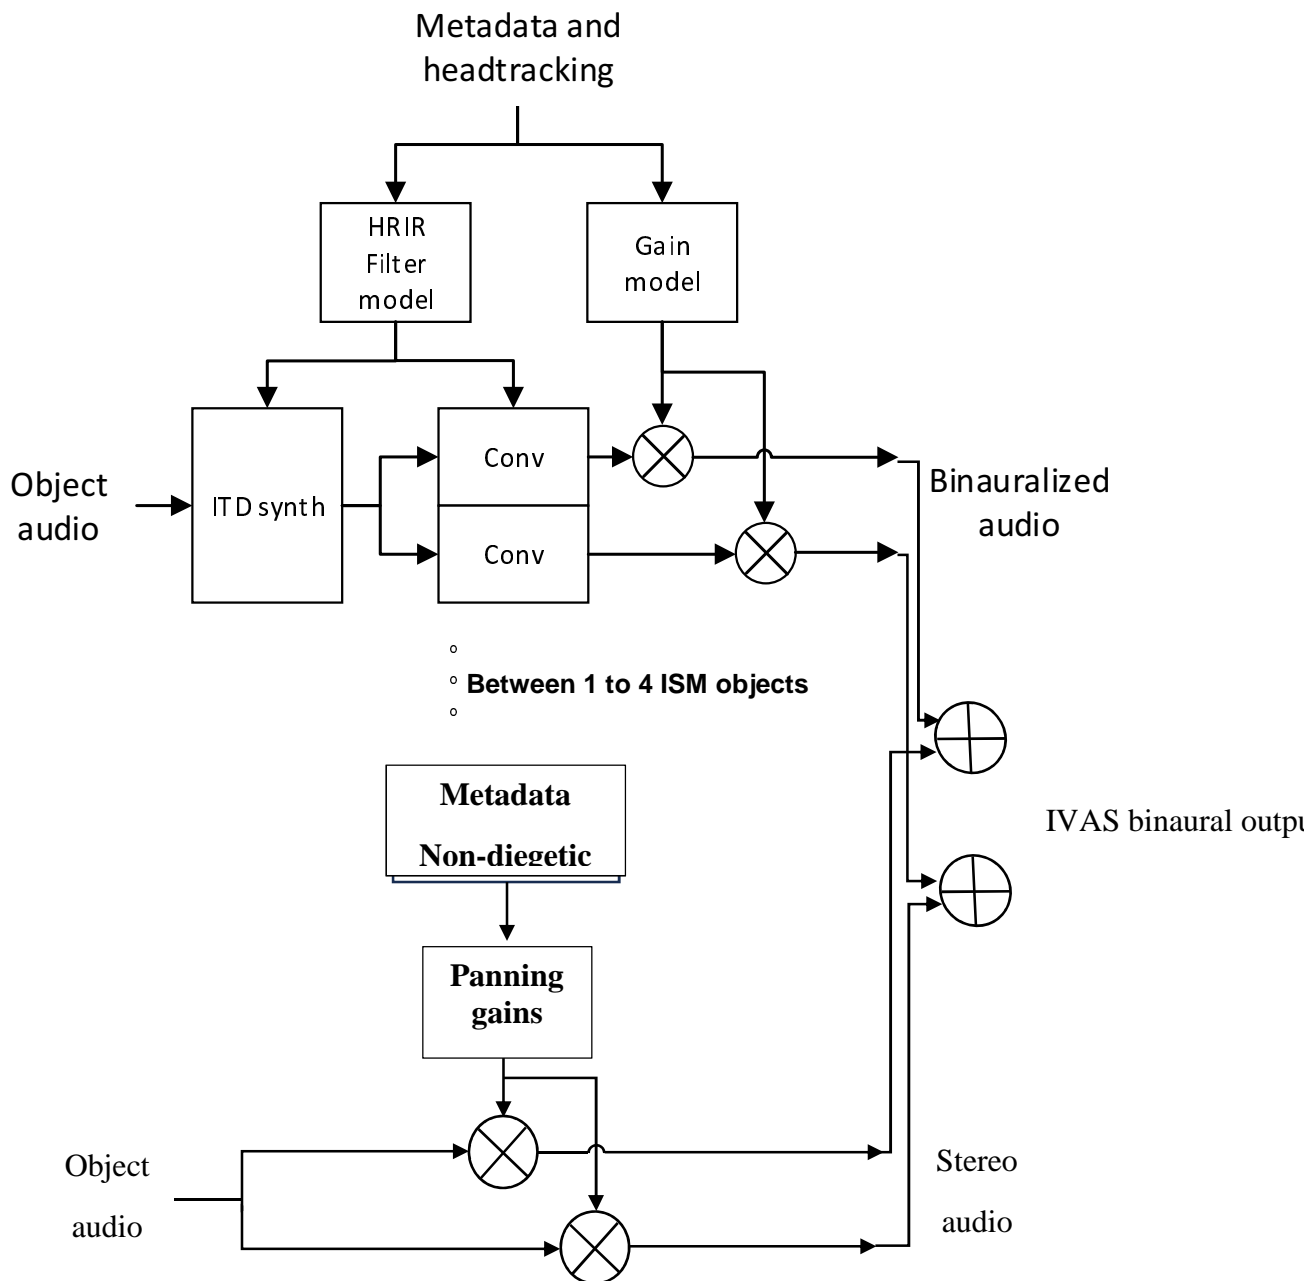 Metadata and
headtracking
HRIR
Filter
model
Gain
model
Object
audio
ITD synth
Conv
Conv
Binauralized
audio
Between 1 to 4 ISM objects
Metadata
Non-diegetic
IVAS binaural outpu
Panning
gains
Object
audio
Stereo
audio